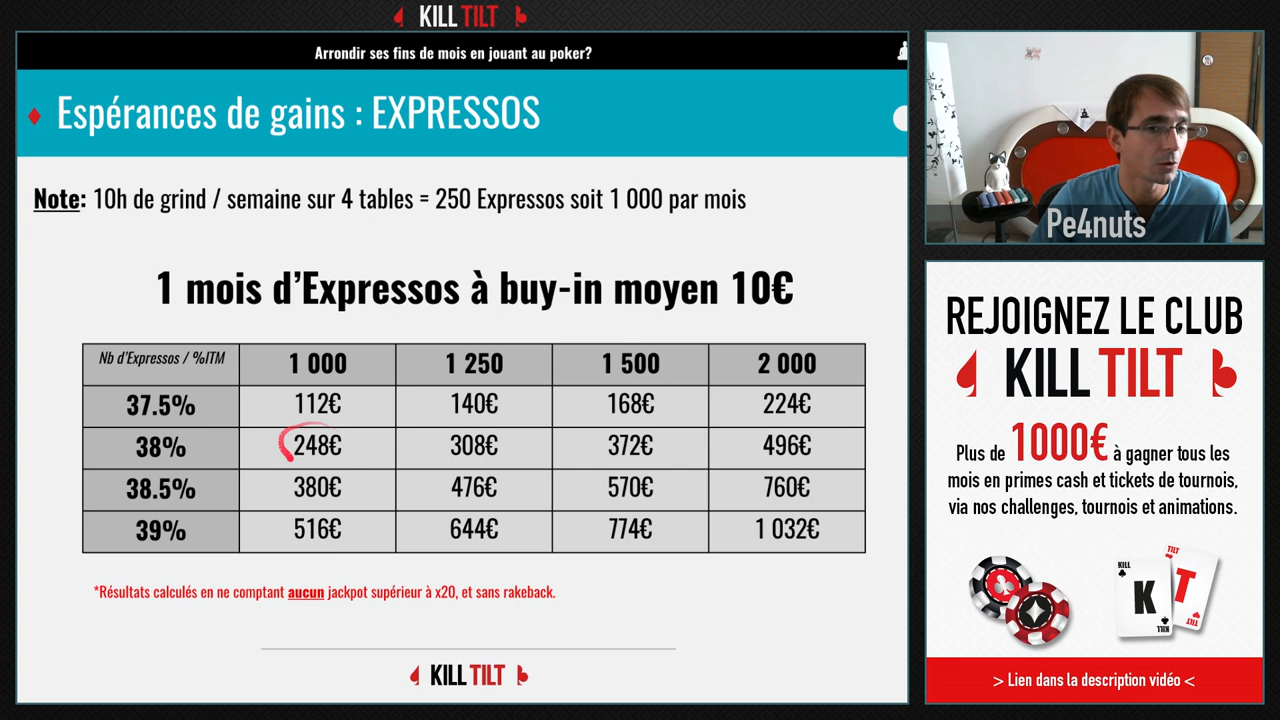 KILL TILT
Arrondir ses fins de mois en jouant au poker?
Espérances de gains : EXPRESSOS
Note: 10h de grind / semaine sur 4 tables = 250 Expressos soit 1 000 par mois
1 mois d'Expressos à buy-in moyen 10€
Nb d'Expressos / %ITM 1 000 1 250 1 500 2 000
37.5% 112€ 140€ 168€ 224€
38% 248€ 308€ 372€ 496€
38.5% 380€ 476€ 570€ 760€
39% 516€ 644€ 774€ 1 032€
*Résultats calculés en ne comptant aucun jackpot supérieur à x20, et sans rakeback.
KILL TILT
Pe4nuts
REJOIGNEZ LE CLUB
KILL TILT
Plus de 1000€ à gagner tous les
mois en primes cash et tickets de tournois,
via nos challenges, tournois et animations.
KILL
K
KILL
TILT
T
TILT
> Lien dans la description vidéo <